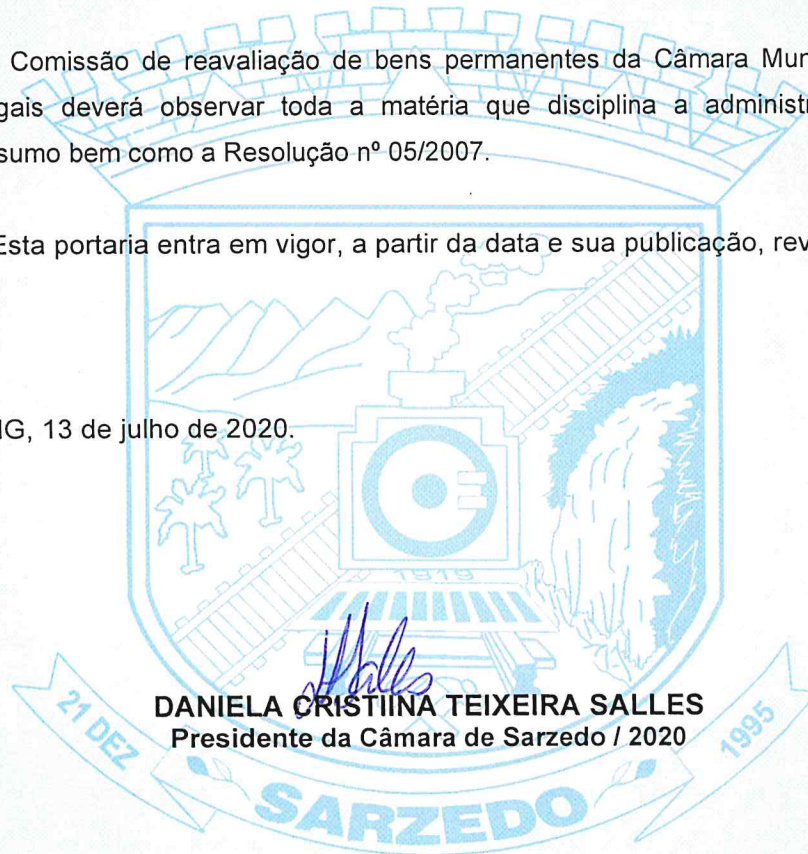 Comissão de reavaliação de bens permanentes da Câmara Mun
gais deverá observar toda a matéria que disciplina a administr
sumo bem como a Resolução nº 05/2007.
Esta portaria entra em vigor, a partir da data e sua publicação, rev
IG, 13 de julho de 2020.
1919
DANIELA CRISTIINA TEIXEIRA SALLES
Presidente da Câmara de Sarzedo / 2020
21 DEZ
1995
SARZEDO